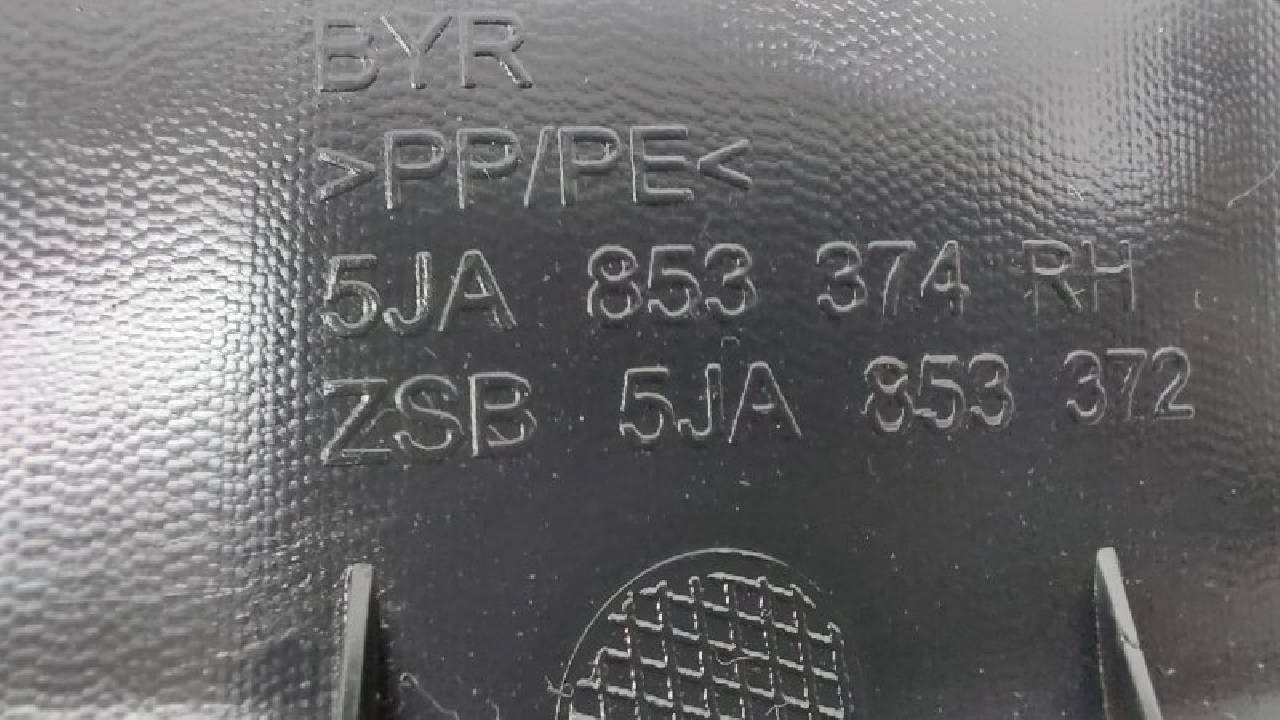 BYR
>PP/PE<
5JA 853 374 RH
ZSB 5JA 853 372